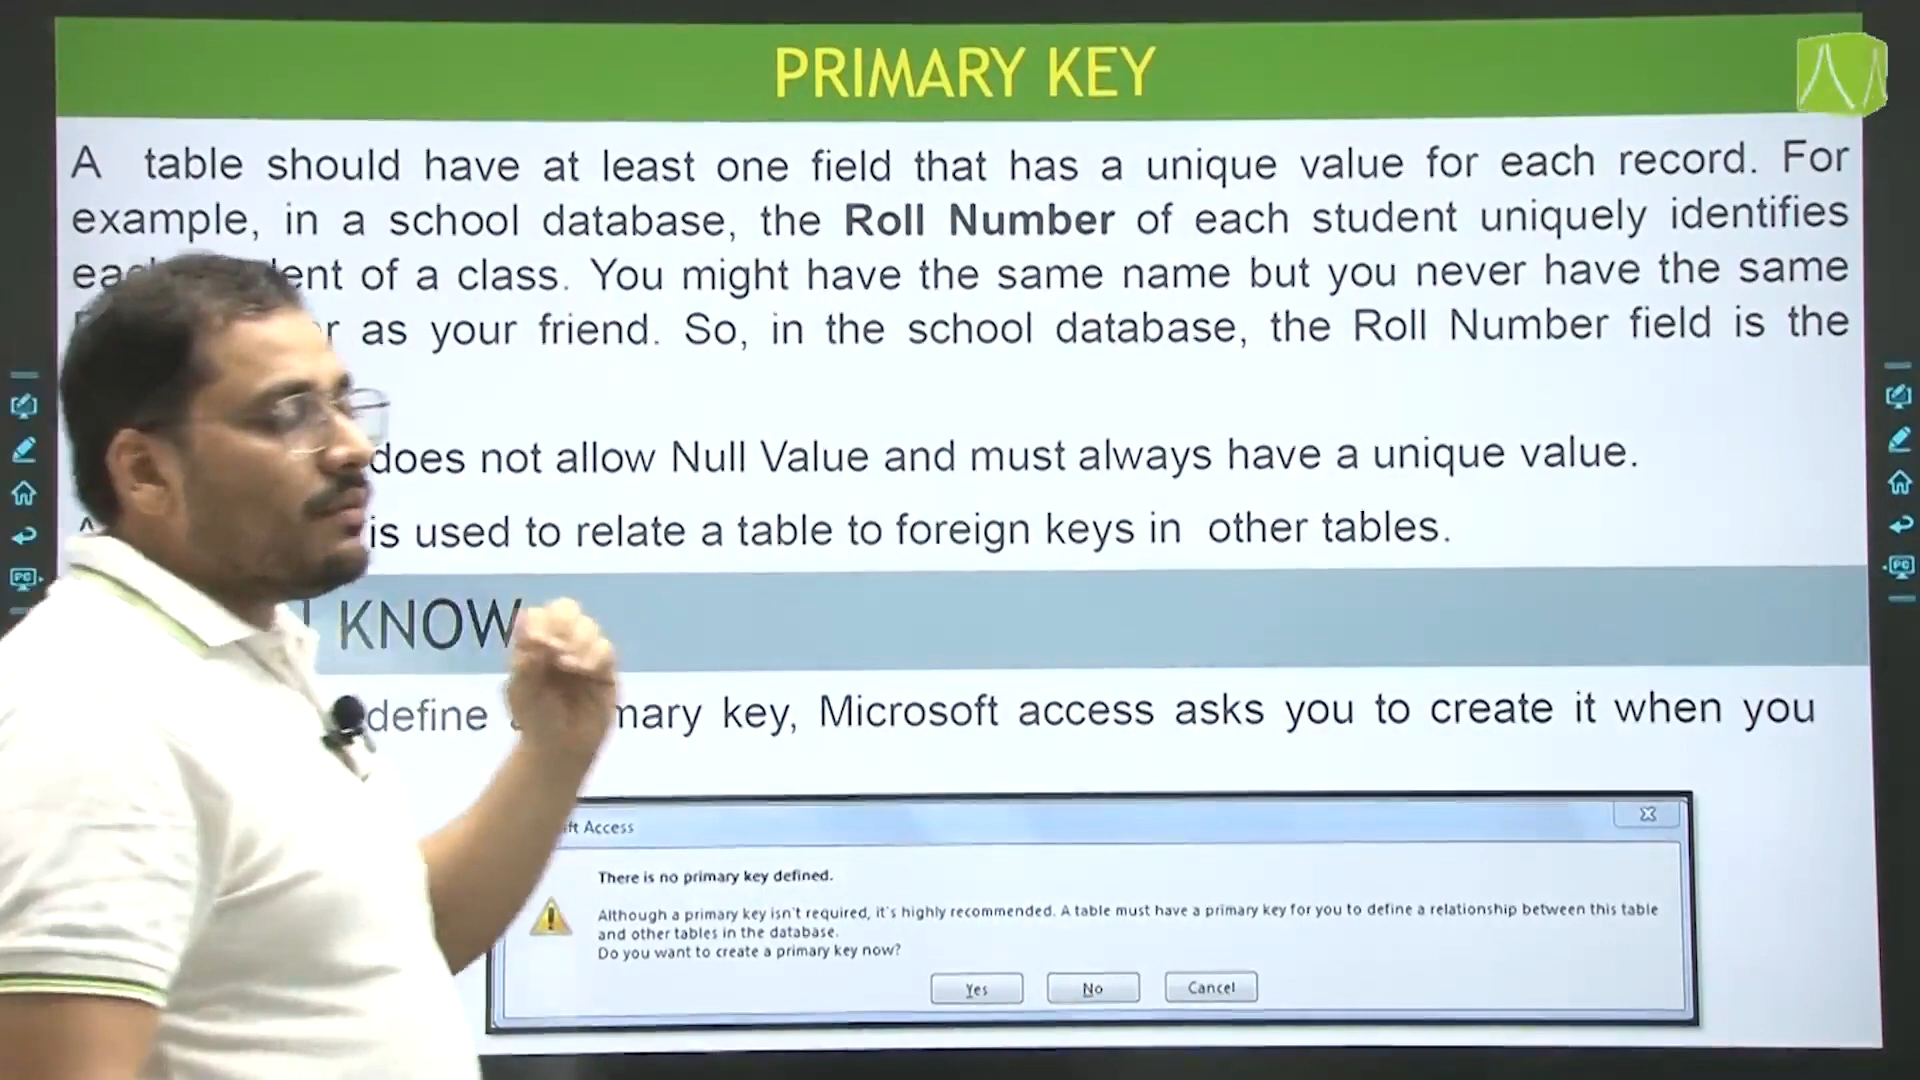 PRIMARY KEY
A table should have at least one field that has a unique value for each record. For
example, in a school database, the Roll Number of each student uniquely identifies
of a class. You might have the same name but you never have the same
as your friend. So, in the school database, the Roll Number field is the
does not allow Null Value and must always have a unique value.
is used to relate a table to foreign keys in other tables.
KNOW
define key, Microsoft access asks you to create it when you
Access
There is no primary key defined.
Although a primary key isn't required, it's highly recommended. A table must have a primary key for you to define a relationship between this table
and other tables in the database.
Do you want to create a primary key now?
Yes No Cancel
PC
PC